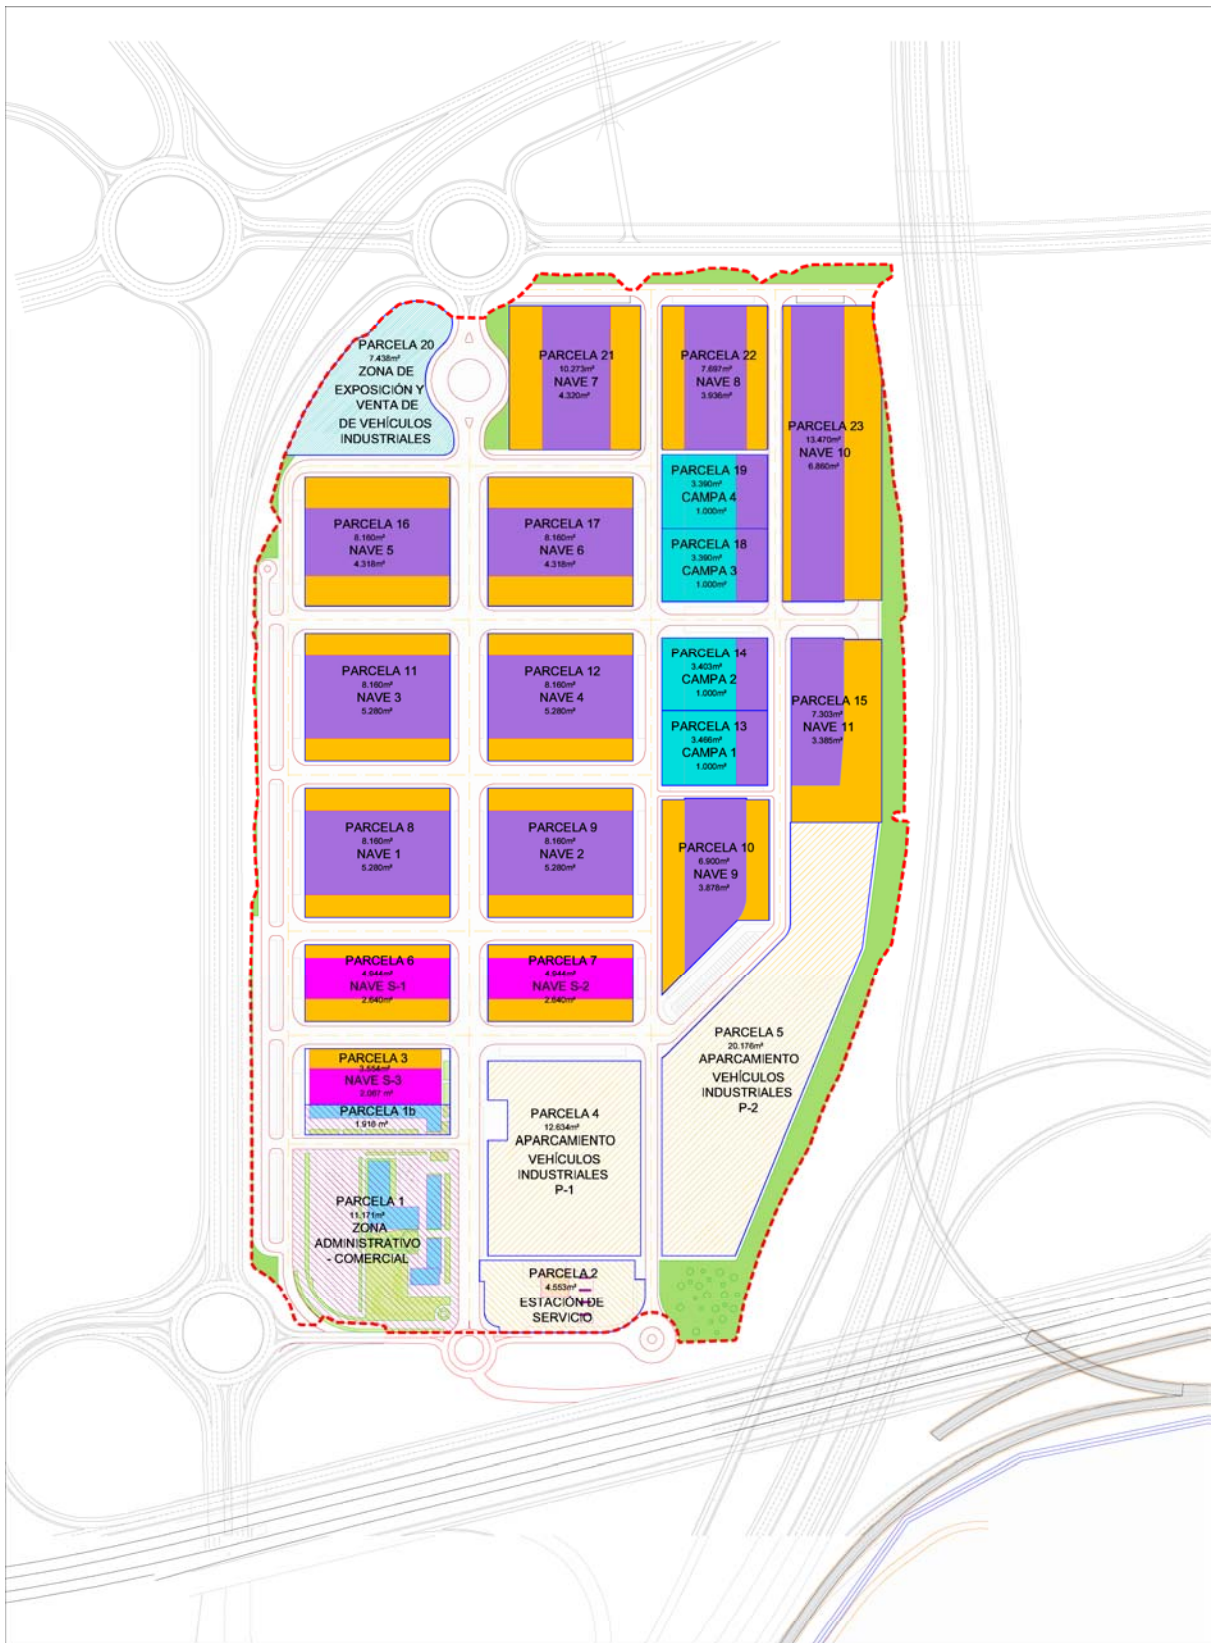 PARCELA 20
7.438m²
ZONA DE
EXPOSICIÓN Y
VENTA DE
DE VEHÍCULOS
INDUSTRIALES
PARCELA 21
10.273m²
NAVE 7
4.320m²
PARCELA 22
7.697m²
NAVE 8
3.936m²
PARCELA 23
13.470m²
NAVE 10
6.860m²
PARCELA 19
3.390m²
CAMPA 4
1.000m²
PARCELA 18
3.390m²
CAMPA 3
1.000m²
PARCELA 16
8.160m²
NAVE 5
4.318m²
PARCELA 17
8.160m²
NAVE 6
4.318m²
PARCELA 11
8.160m²
NAVE 3
5.280m²
PARCELA 12
8.160m²
NAVE 4
5.280m²
PARCELA 14
3.403m²
CAMPA 2
1.000m²
PARCELA 13
3.466m²
CAMPA 1
1.000m²
PARCELA 15
7.303m²
NAVE 11
3.385m²
PARCELA 8
8.160m²
NAVE 1
5.280m²
PARCELA 9
8.160m²
NAVE 2
5.280m²
PARCELA 10
6.900m²
NAVE 9
3.878m²
PARCELA 6
4.944m²
NAVE S-1
2.640m²
PARCELA 7
4.944m²
NAVE S-2
2.640m²
PARCELA 3
3.554m²
NAVE S-3
2.087 m²
PARCELA 1b
1.916 m²
PARCELA 5
20.176m²
APARCAMIENTO
VEHÍCULOS
INDUSTRIALES
P-2
PARCELA 4
12.634m²
APARCAMIENTO
VEHÍCULOS
INDUSTRIALES
P-1
PARCELA 1
11.171m²
ZONA
ADMINISTRATIVO
- COMERCIAL
PARCELA 2
4.553m²
ESTACIÓN DE
SERVICIO